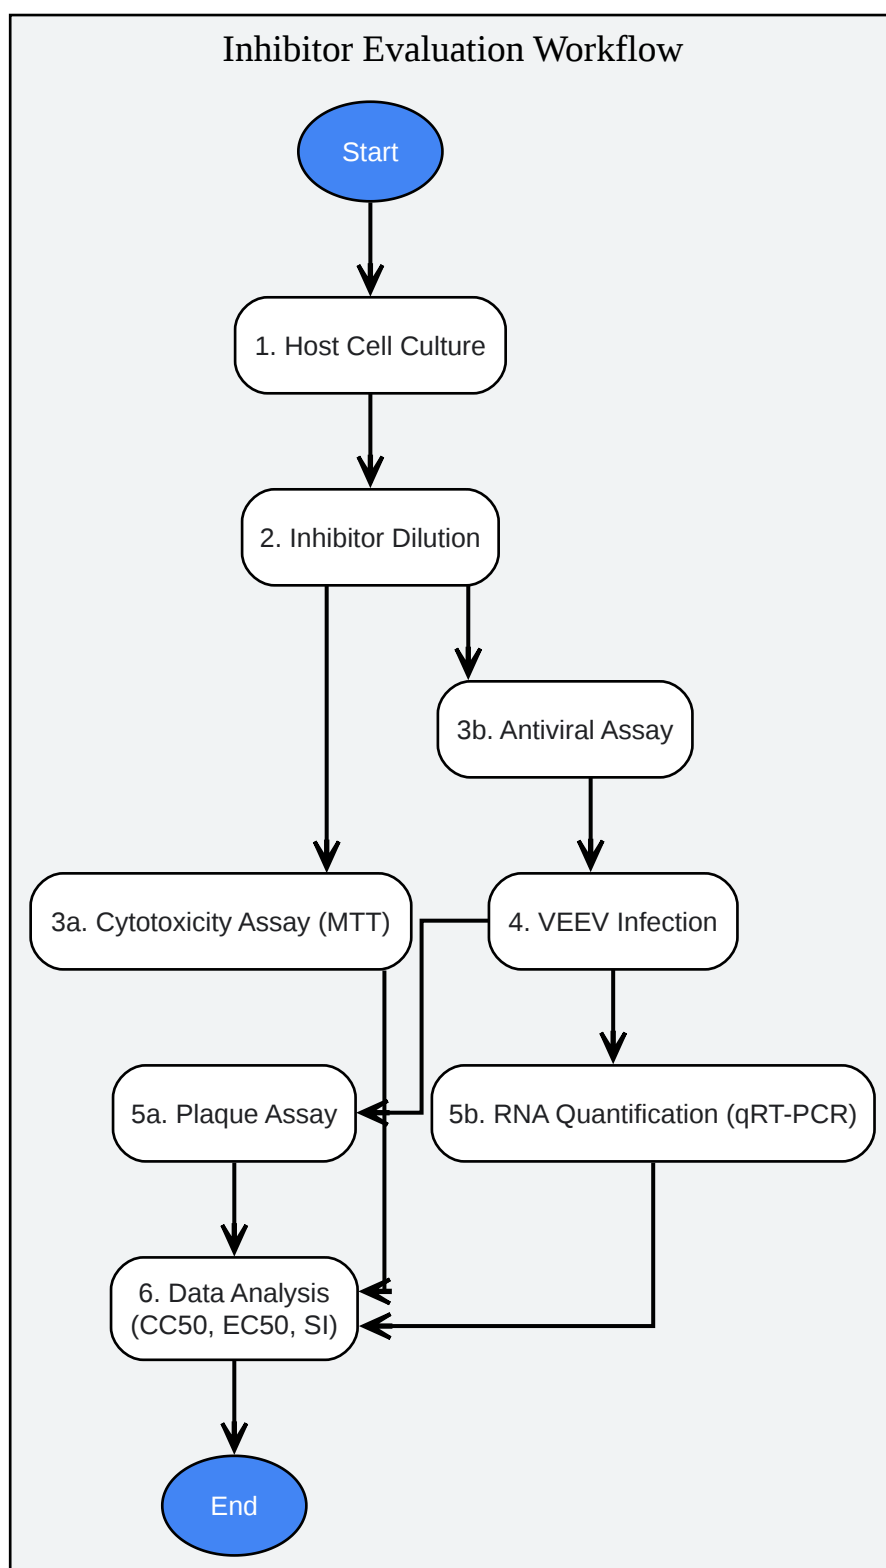 Inhibitor Evaluation Workflow
Start
1. Host Cell Culture
2. Inhibitor Dilution
3b. Antiviral Assay
3a. Cytotoxicity Assay (MTT)
4. VEEV Infection
5a. Plaque Assay
5b. RNA Quantification (qRT-PCR)
6. Data Analysis
(CC50, EC50, SI)
End